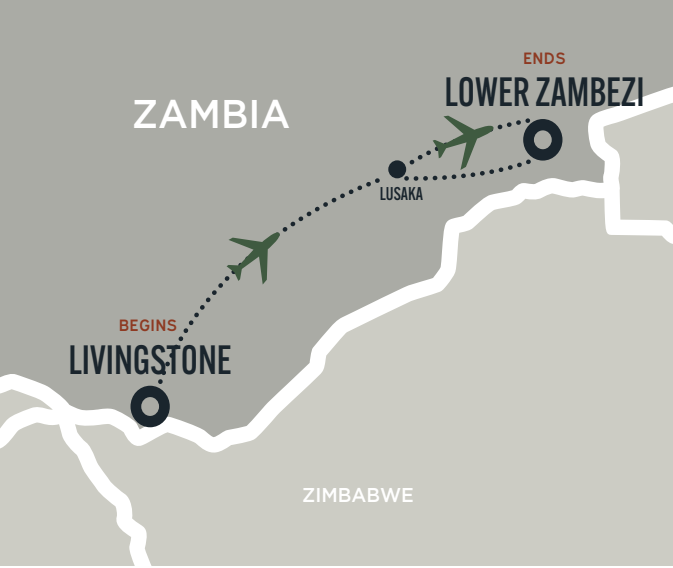 ENDS
LOWER ZAMBEZI
ZAMBIA
LUSAKA
BEGINS
LIVINGSTONE
ZIMBABWE